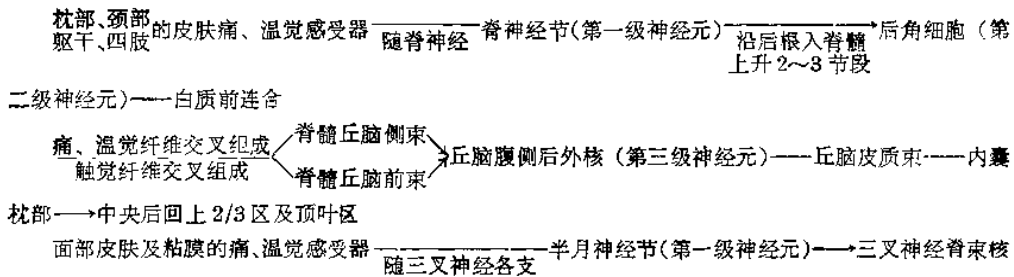 枕部、颈部
躯干、四肢的皮肤痛、温觉感受器 随脊神经 脊神经节(第一级神经元) 沿后根入脊髓 上升2～3节段 →后角细胞（第
二级神经元)──白质前连合
痛、温觉纤维交叉组成 脊髓丘脑侧束
触觉纤维交叉组成 脊髓丘脑前束 丘脑腹侧后外核（第三级神经元)──丘脑皮质束──内囊
枕部─→中央后回上2/3区及顶叶区
面部皮肤及粘膜的痛、温觉感受器 随三叉神经各支 半月神经节(第一级神经元)─→三叉神经脊束核